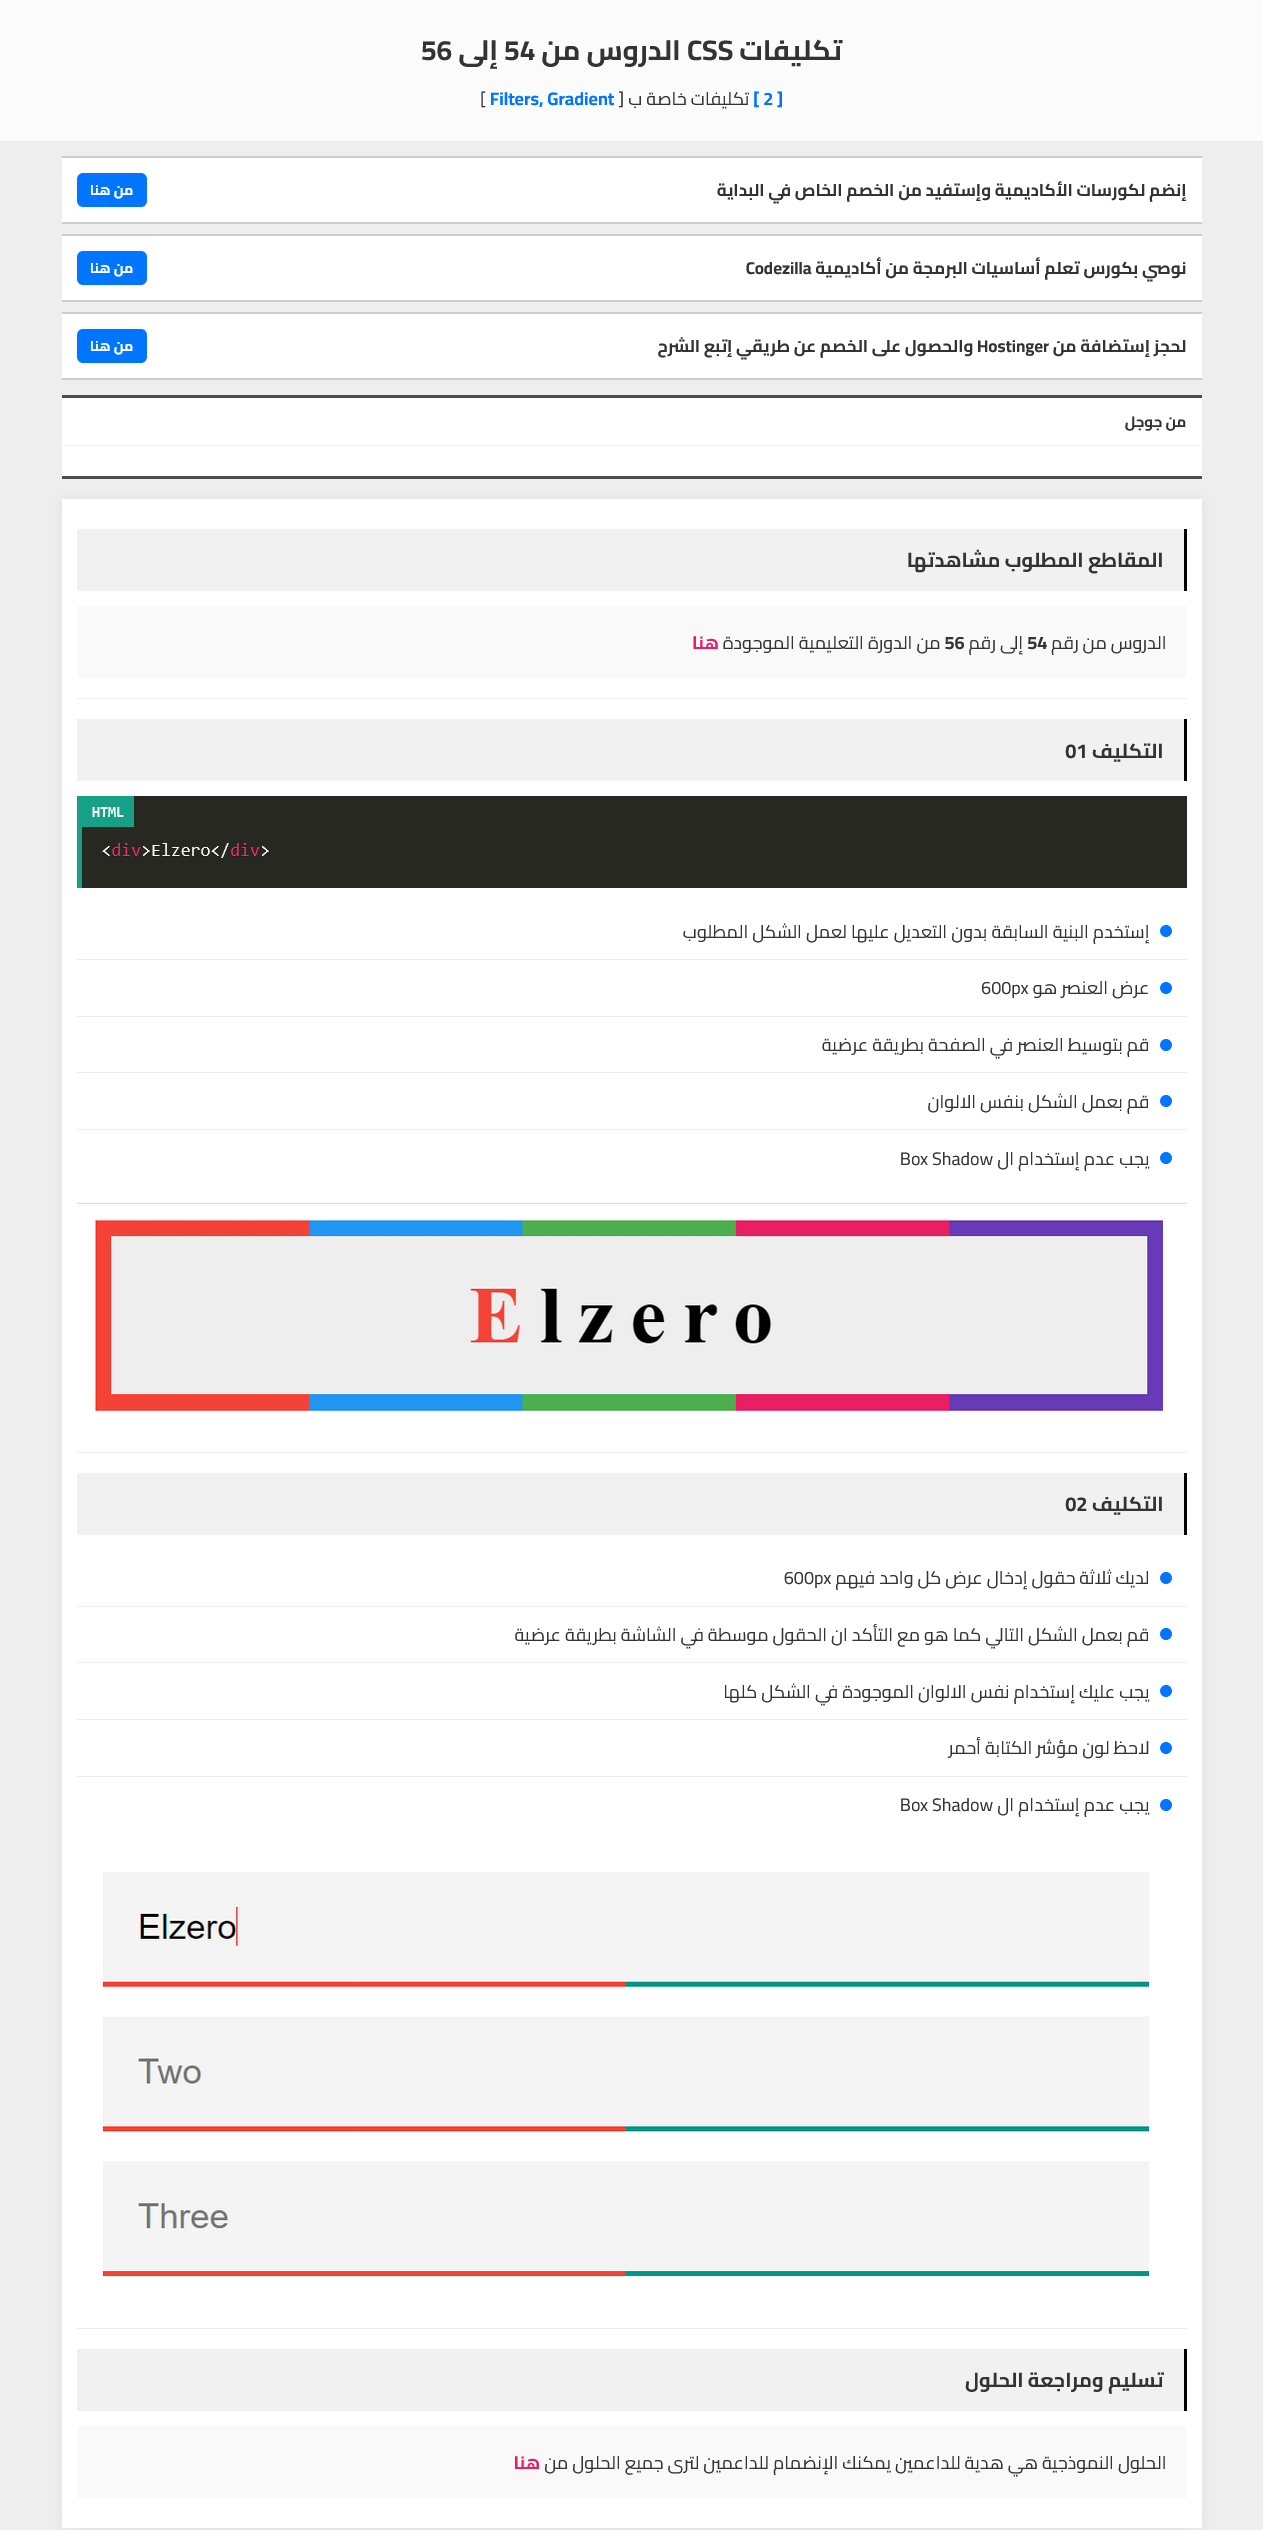 تكليفات CSS الدروس من 54 إلى 56
[ 2 ] تكليفات خاصة ب [ Filters, Gradient ]
إنضم لكورسات الأكاديمية وإستفيد من الخصم الخاص في البداية
من هنا
نوصي بكورس تعلم أساسيات البرمجة من أكاديمية Codezilla
من هنا
لحجز إستضافة من Hostinger والحصول على الخصم عن طريقي إتبع الشرح
من هنا
من جوجل
المقاطع المطلوب مشاهدتها
الدروس من رقم 54 إلى رقم 56 من الدورة التعليمية الموجودة هنا
التكليف 01
HTML
<div>Elzero</div>
إستخدم البنية السابقة بدون التعديل عليها لعمل الشكل المطلوب
عرض العنصر هو 600px
قم بتوسيط العنصر في الصفحة بطريقة عرضية
قم بعمل الشكل بنفس الالوان
يجب عدم إستخدام ال Box Shadow
Elzero
التكليف 02
لديك ثلاثة حقول إدخال عرض كل واحد فيهم 600px
قم بعمل الشكل التالي كما هو مع التأكد ان الحقول موسطة في الشاشة بطريقة عرضية
يجب عليك إستخدام نفس الالوان الموجودة في الشكل كلها
لاحظ لون مؤشر الكتابة أحمر
يجب عدم إستخدام ال Box Shadow
Elzero
Two
Three
تسليم ومراجعة الحلول
الحلول النموذجية هي هدية للداعمين يمكنك الإنضمام للداعمين لترى جميع الحلول من هنا